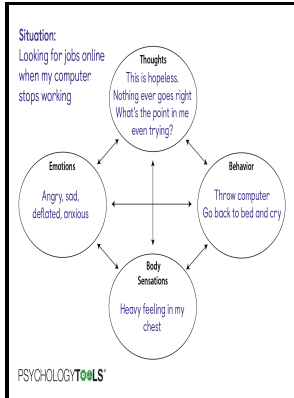 Situation:
Looking for jobs online
when my computer
stops working
Thoughts
This is hopeless.
Nothing ever goes right
What's the point in me
even trying?
Emotions
Angry, sad,
deflated, anxious
Behavior
Throw computer
Go back to bed and cry
Body
Sensations
Heavy feeling in my
chest
PSYCHOLOGYTOOLS®